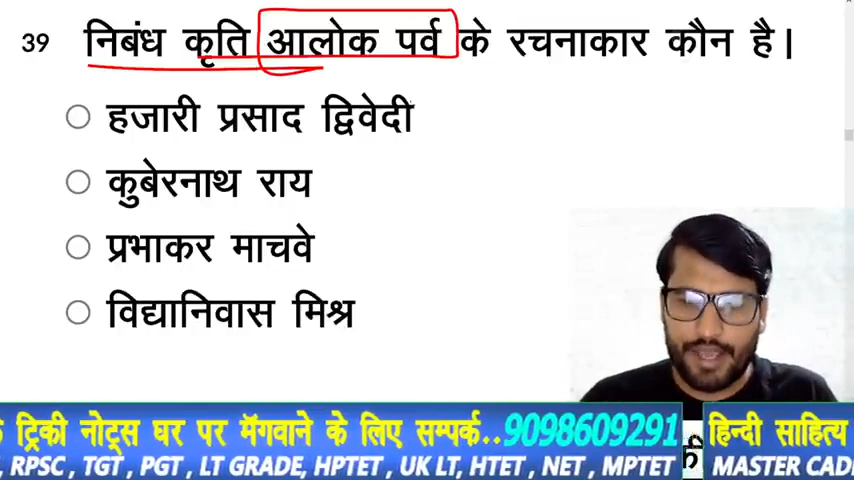 39 निबंध कृति आलोक पर्व के रचनाकार कौन है।
हजारी प्रसाद द्विवेदी
कुबेरनाथ राय
प्रभाकर माचवे
विद्यानिवास मिश्र
ट्रिकी नोट्स घर पर मॅगवाने के लिए सम्पर्क..9098609291 हिन्दी साहित्य
, RPSC, TGT , PGT , LT GRADE, HPTET , UK LT, HTET , NET , MPTET MASTER